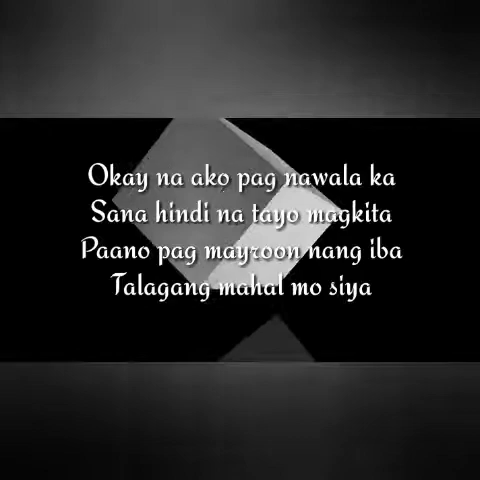 Okay na ako pag nawala ka
Sana hindi na tayo magkita
Paano pag mayroon nang iba
Talagang mahal mo siya